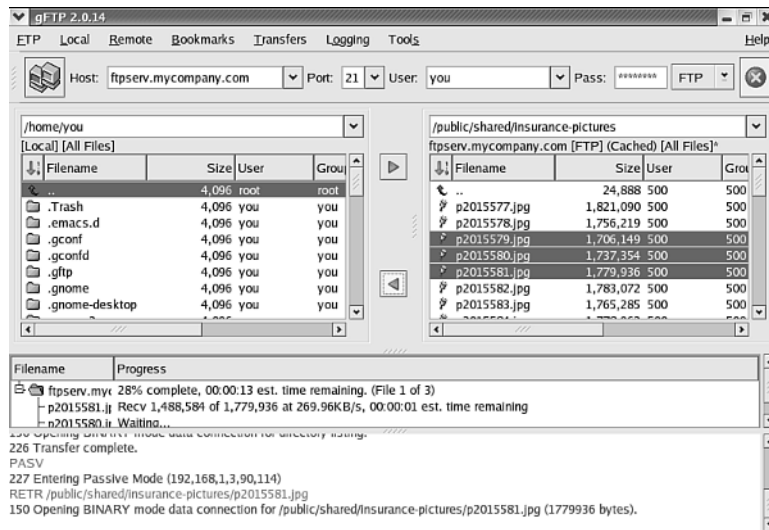 gFTP 2.0.14
FTP Local Remote Bookmarks Transfers Logging Tools Help
Host: ftpserv.mycompany.com Port: 21 User: you Pass: ******** FTP
/home/you
[Local] [All Files]
Filename Size User Grou
.. 4,096 root root
.Trash 4,096 you you
.emacs.d 4,096 you you
.gconf 4,096 you you
.gconfd 4,096 you you
.gftp 4,096 you you
.gnome 4,096 you you
.gnome-desktop 4,096 you you
/public/shared/insurance-pictures
ftpserv.mycompany.com [FTP] (Cached) [All Files]*
Filename Size User Grou
.. 24,888 500 500
p2015577.jpg 1,821,090 500 500
p2015578.jpg 1,756,219 500 500
p2015579.jpg 1,706,149 500 500
p2015580.jpg 1,737,354 500 500
p2015581.jpg 1,779,936 500 500
p2015582.jpg 1,783,072 500 500
p2015583.jpg 1,765,285 500 500
Filename Progress
ftpserv.myc 28% complete, 00:00:13 est. time remaining. (File 1 of 3)
p2015581.j Recv 1,488,584 of 1,779,936 at 269.96KB/s, 00:00:01 est. time remaining
p2015580.j Waiting...
150 Opening BINARY mode data connection for directory listing.
226 Transfer complete.
PASV
227 Entering Passive Mode (192,168,1,3,90,114)
RETR /public/shared/insurance-pictures/p2015581.jpg
150 Opening BINARY mode data connection for /public/shared/insurance-pictures/p2015581.jpg (1779936 bytes).